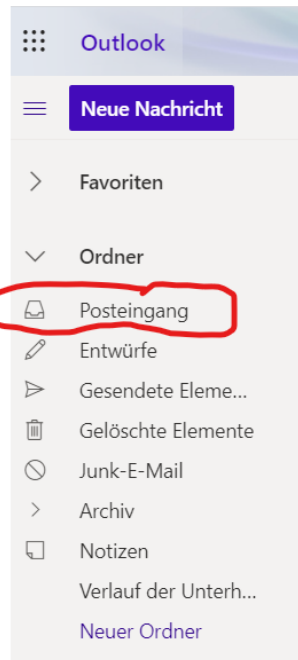 Outlook
Neue Nachricht
Favoriten
Ordner
Posteingang
Entwürfe
Gesendete Eleme...
Gelöschte Elemente
Junk-E-Mail
Archiv
Notizen
Verlauf der Unterh...
Neuer Ordner